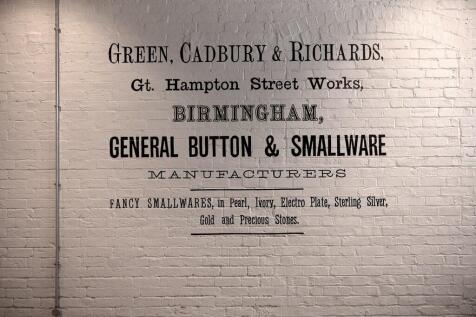 GREEN, CADBURY & RICHARDS,
Gt. Hampton Street Works,
BIRMINGHAM,
GENERAL BUTTON & SMALLWARE
MANUFACTURERS
FANCY SMALLWARES, in Pearl, Ivory, Electro Plate, Sterling Silver,
Gold and Precious Stones.